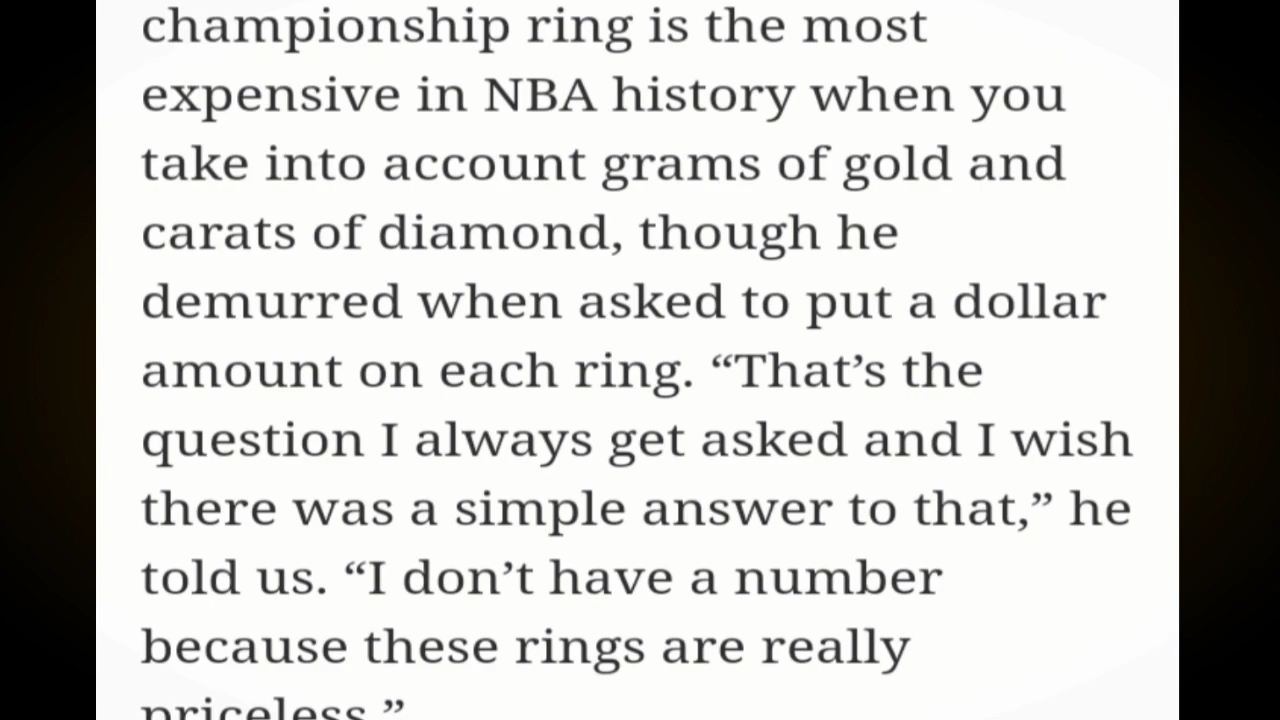 championship ring is the most
expensive in NBA history when you
take into account grams of gold and
carats of diamond, though he
demurred when asked to put a dollar
amount on each ring. “That’s the
question I always get asked and I wish
there was a simple answer to that,” he
told us. “I don’t have a number
because these rings are really
priceless.”